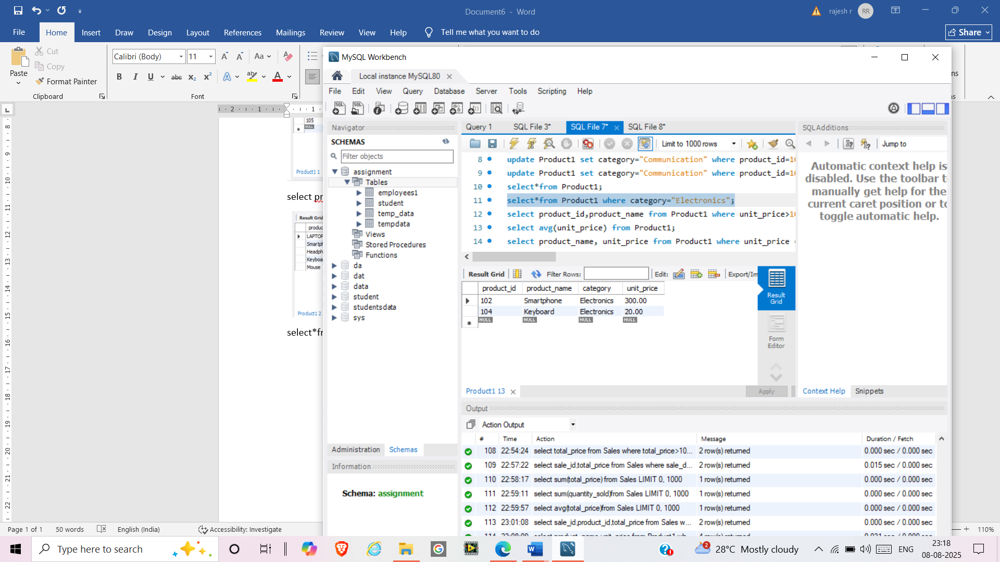 Document6 - Word
rajesh r
RR
File
Home
Insert
Draw
Design
Layout
References
Mailings
Review
View
Help
Tell me what you want to do
Share
Paste
Cut
Copy
Format Painter
Clipboard
Calibri (Body)
11
Font
MySQL Workbench
Local instance MySQL80
File Edit View Query Database Server Tools Scripting Help
Navigator
SCHEMAS
Filter objects
assignment
Tables
employees1
student
temp_data
tempdata
Views
Stored Procedures
Functions
da
dat
data
student
studentsdata
sys
Administration
Schemas
Information
Schema: assignment
Query 1
SQL File 3*
SQL File 7*
SQL File 8*
Limit to 1000 rows
8 update Product1 set category="Communication" where product_id=10
9 update Product1 set category="Communication" where product_id=10
10 select*from Product1;
11 select*from Product1 where category="Electronics";
12 select product_id,product_name from Product1 where unit_price>10
13 select avg(unit_price) from Product1;
14 select product_name, unit_price from Product1 where unit_price =
Result Grid
Filter Rows:
Edit:
Export/Im
product_id product_name category unit_price
102 Smartphone Electronics 300.00
104 Keyboard Electronics 20.00
NULL NULL NULL NULL
Result Grid
Form Editor
Product1 13
Apply
SQLAdditions
Jump to
Automatic context help is
disabled. Use the toolbar t
manually get help for the
current caret position or to
toggle automatic help.
Context Help
Snippets
Output
Action Output
# Time Action Message Duration / Fetch
108 22:54:24 select total_price from Sales where total_price>10... 2 row(s) returned 0.000 sec / 0.000 sec
109 22:57:22 select sale_id,total_price from Sales where sale_d... 2 row(s) returned 0.015 sec / 0.000 sec
110 22:58:17 select sum(total_price) from Sales LIMIT 0, 1000 1 row(s) returned 0.000 sec / 0.000 sec
111 22:59:11 select sum(quantity_sold)from Sales LIMIT 0, 1000 1 row(s) returned 0.000 sec / 0.000 sec
112 22:59:57 select avg(total_price)from Sales LIMIT 0, 1000 1 row(s) returned 0.000 sec / 0.000 sec
113 23:01:08 select sale_id,product_id,total_price from Sales w... 2 row(s) returned 0.000 sec / 0.000 sec
105
NULL
Product1 1
select pr
Result Grid
produc
LAPTOP
Smartph
Headph
Keyboa
Mouse
Product1 2
select*fr
Page 1 of 1
50 words
English (India)
Accessibility: Investigate
110%
Type here to search
28°C Mostly cloudy
ENG
23:18
08-08-2025